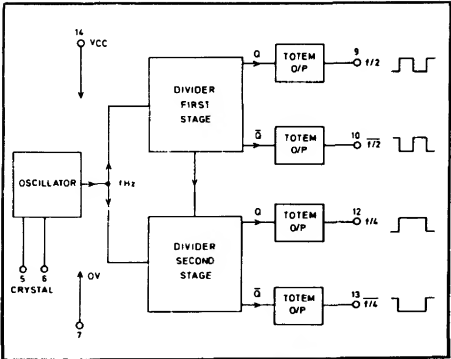 14
VCC
OSCILLATOR
5
6
CRYSTAL
fHz
0V
7
DIVIDER
FIRST
STAGE
DIVIDER
SECOND
STAGE
Q
TOTEM
O/P
9
f/2
Q̄
TOTEM
O/P
10
f̅/̅2̅
Q
TOTEM
O/P
12
f/4
Q̄
TOTEM
O/P
13
f̅/̅4̅